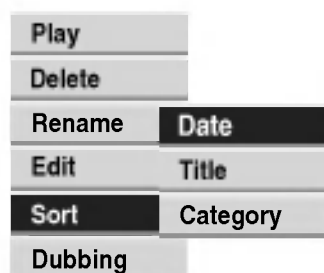 Play
Delete
Rename
Edit
Sort
Dubbing
Date
Title
Category